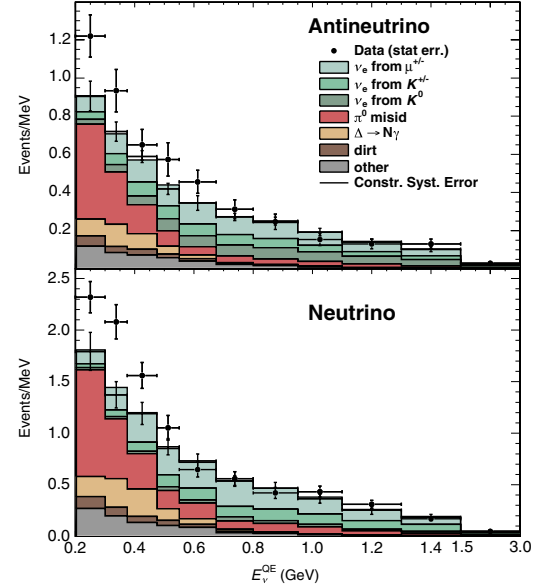 Antineutrino
Data (stat err.)
νe from μ+/-
νe from K+/-
νe from K0
π0 misid
Δ → Nγ
dirt
other
Constr. Syst. Error
Events/MeV
1.2
1.0
0.8
0.6
0.4
0.2
Neutrino
Events/MeV
2.5
2.0
1.5
1.0
0.5
0.0
0.2 0.4 0.6 0.8 1.0 1.2 1.4 1.5 3.0
EνQE (GeV)